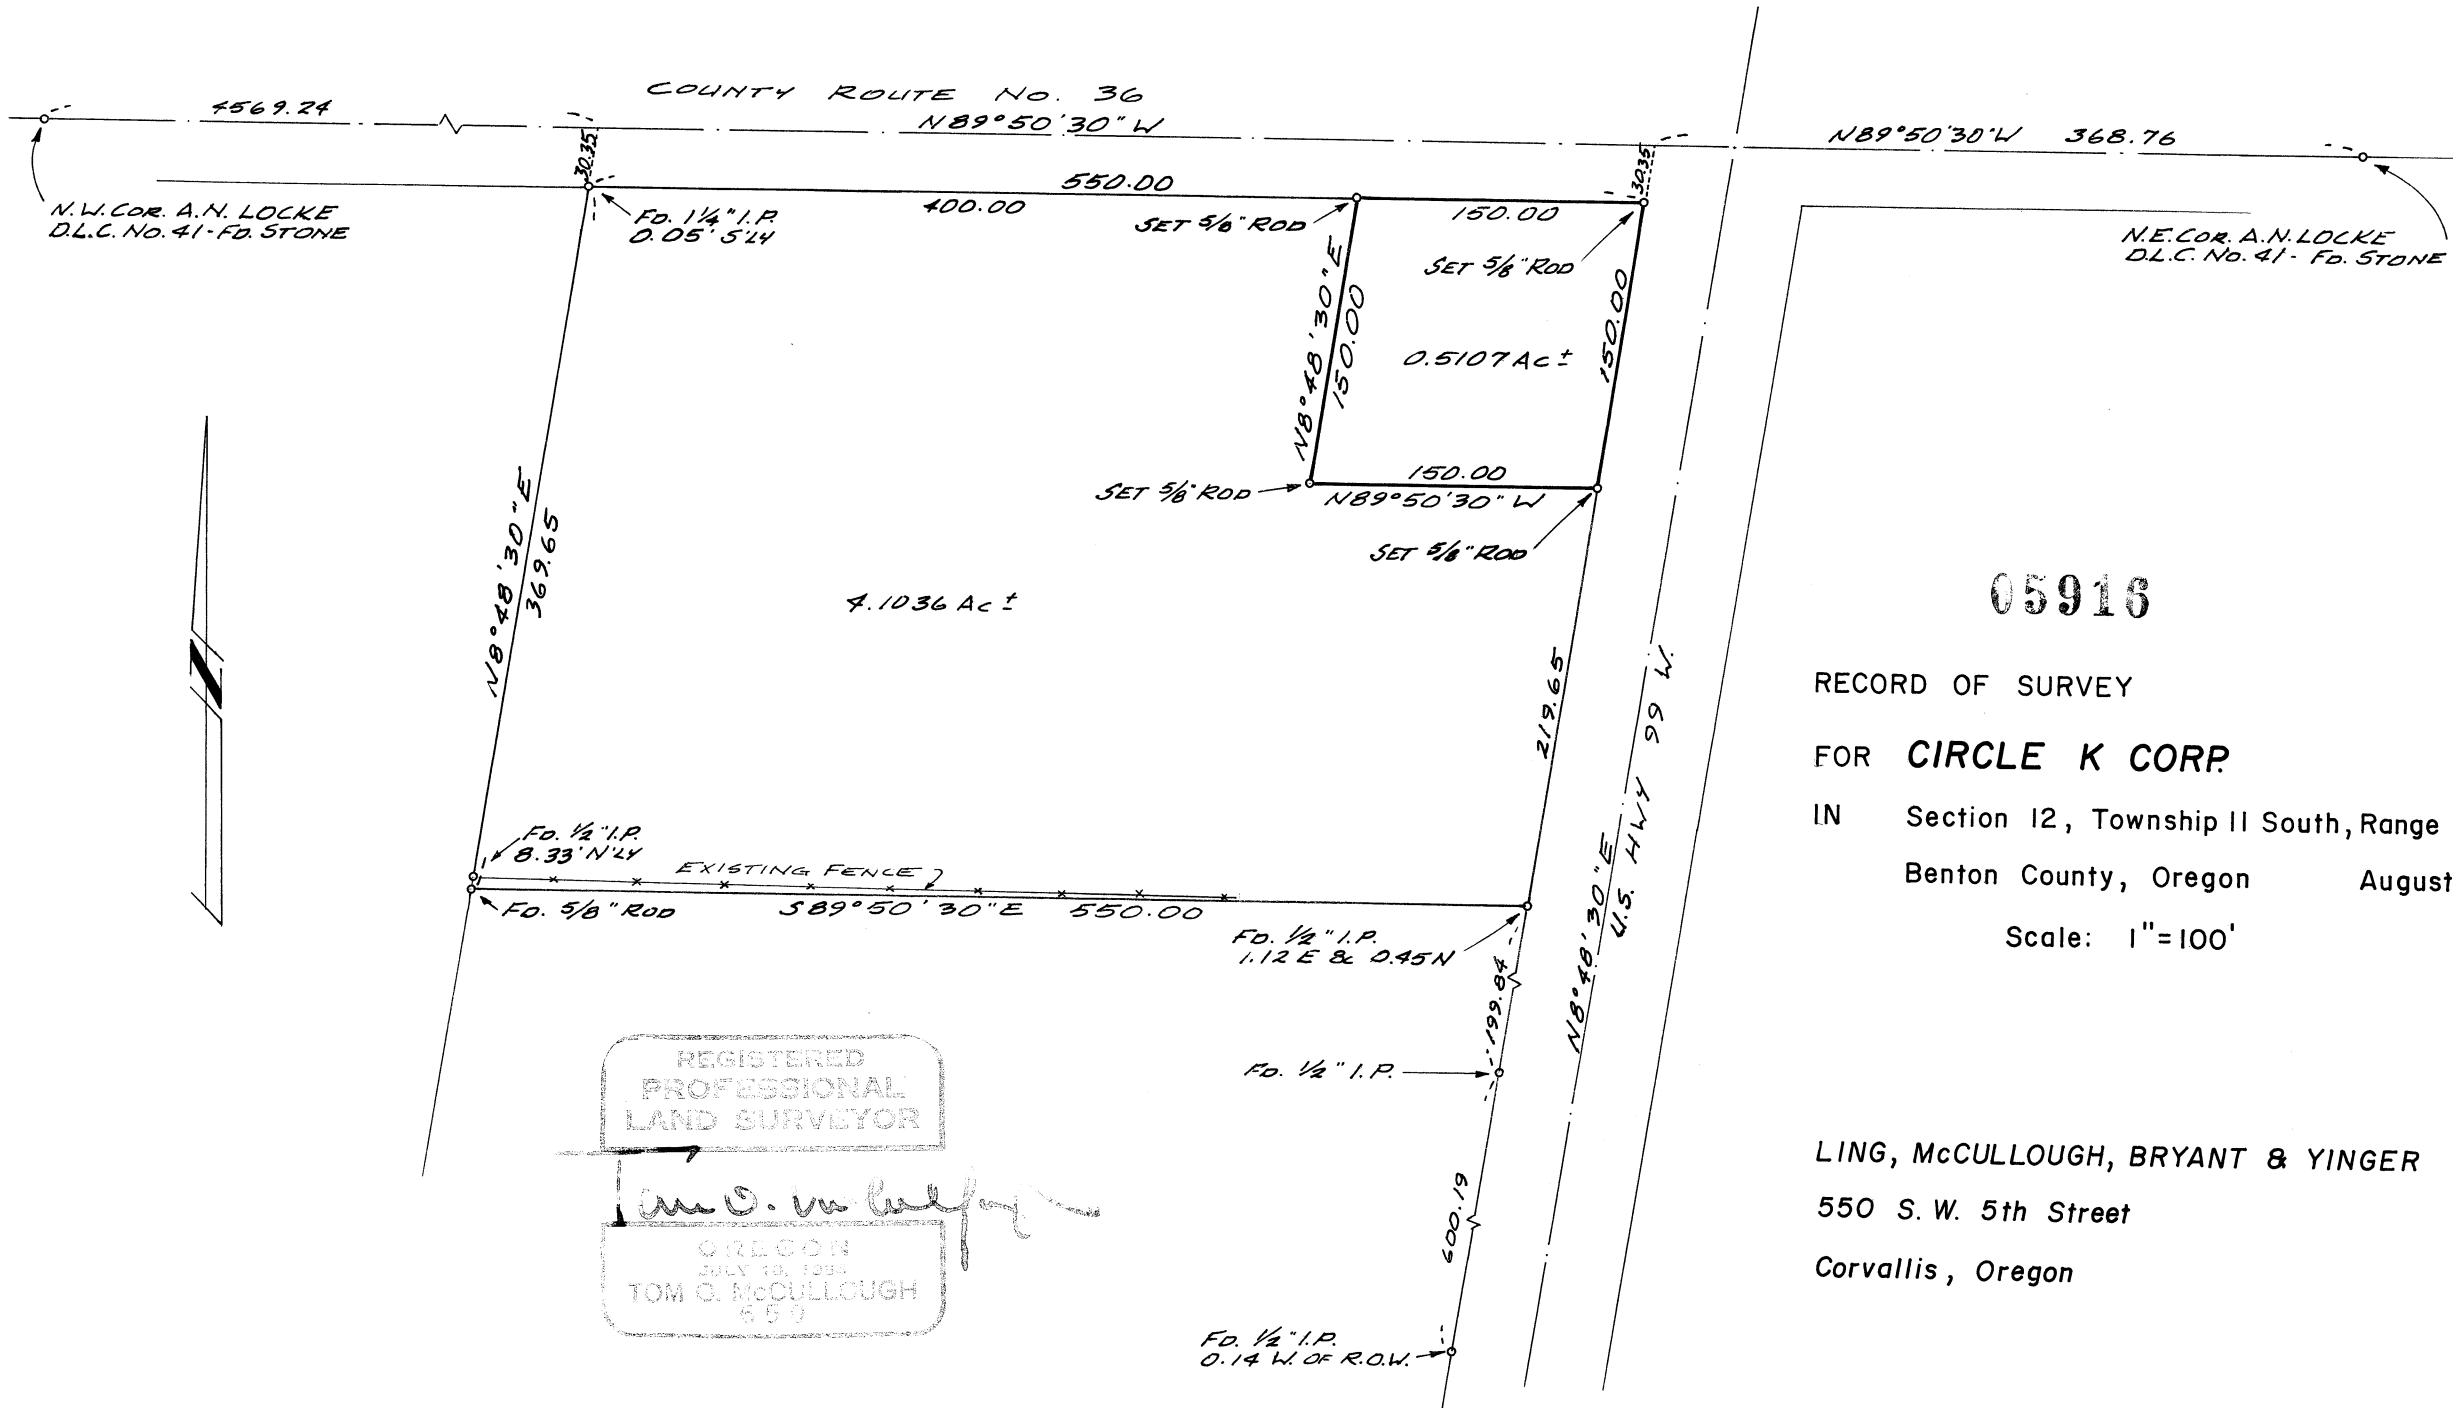 COUNTY ROUTE No. 36
4569.24
N89°50'30"W
N89°50'30"W 368.76
30.35
30.35
N.W. COR. A.N. LOCKE
D.L.C. No. 41 - FD. STONE
FD. 1¼" I.P.
0.05' S'LY
550.00
400.00
SET 5/8" ROD
150.00
SET 5/8" ROD
N.E. COR. A.N. LOCKE
D.L.C. No. 41 - FD. STONE
N8°48'30"E
150.00
150.00
0.5107 Ac ±
150.00
N89°50'30"W
SET 5/8" ROD
SET 5/8" ROD
N8°48'30"E
369.65
4.1036 Ac ±
219.65
N
05916
RECORD OF SURVEY
FOR CIRCLE K CORP.
IN Section 12, Township 11 South, Range
Benton County, Oregon August
Scale: 1"=100'
FD. ½" I.P.
8.33' N'LY
EXISTING FENCE
FD. 5/8" ROD
S89°50'30"E 550.00
FD. ½" I.P.
1.12 E & 0.45 N
199.84
N8°48'30"E
U.S. HWY 99 W.
FD. ½" I.P.
600.19
FD. ½" I.P.
0.14 W. OF R.O.W.
REGISTERED
PROFESSIONAL
LAND SURVEYOR
OREGON
TOM O. McCULLOUGH
LING, McCULLOUGH, BRYANT & YINGER
550 S.W. 5th Street
Corvallis, Oregon